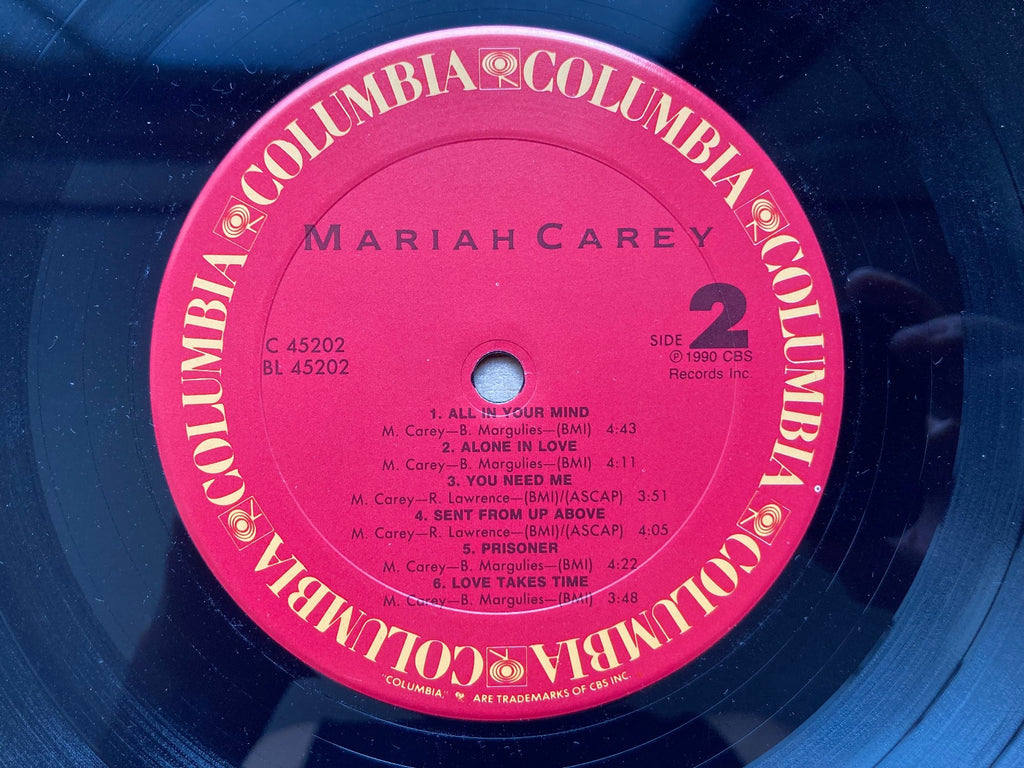 COLUMBIA COLUMBIA COLUMBIA COLUMBIA COLUMBIA COLUMBIA
MARIAH CAREY
C 45202
BL 45202
SIDE 2
℗ 1990 CBS
Records Inc.
1. ALL IN YOUR MIND
M. Carey—B. Margulies—(BMI) 4:43
2. ALONE IN LOVE
M. Carey—B. Margulies—(BMI) 4:11
3. YOU NEED ME
M. Carey—R. Lawrence—(BMI)/(ASCAP) 3:51
4. SENT FROM UP ABOVE
M. Carey—R. Lawrence—(BMI)/(ASCAP) 4:05
5. PRISONER
M. Carey—B. Margulies—(BMI) 4:22
6. LOVE TAKES TIME
M. Carey—B. Margulies—(BMI) 3:48
"COLUMBIA," ARE TRADEMARKS OF CBS INC.